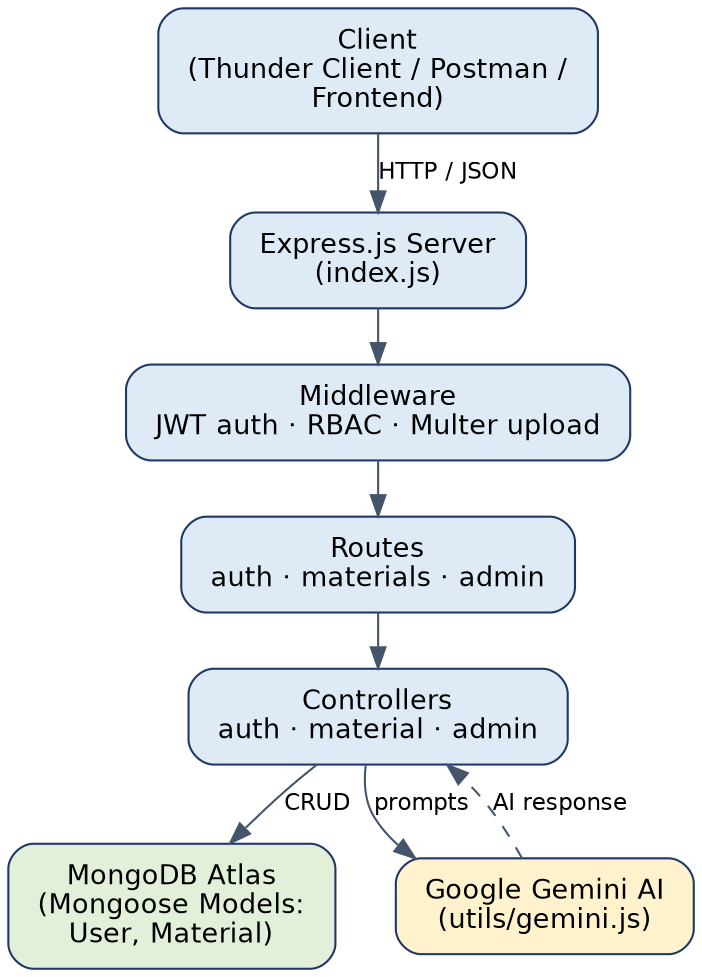 Client
(Thunder Client / Postman /
Frontend)
HTTP / JSON
Express.js Server
(index.js)
Middleware
JWT auth · RBAC · Multer upload
Routes
auth · materials · admin
Controllers
auth · material · admin
CRUD
prompts
AI response
MongoDB Atlas
(Mongoose Models:
User, Material)
Google Gemini AI
(utils/gemini.js)